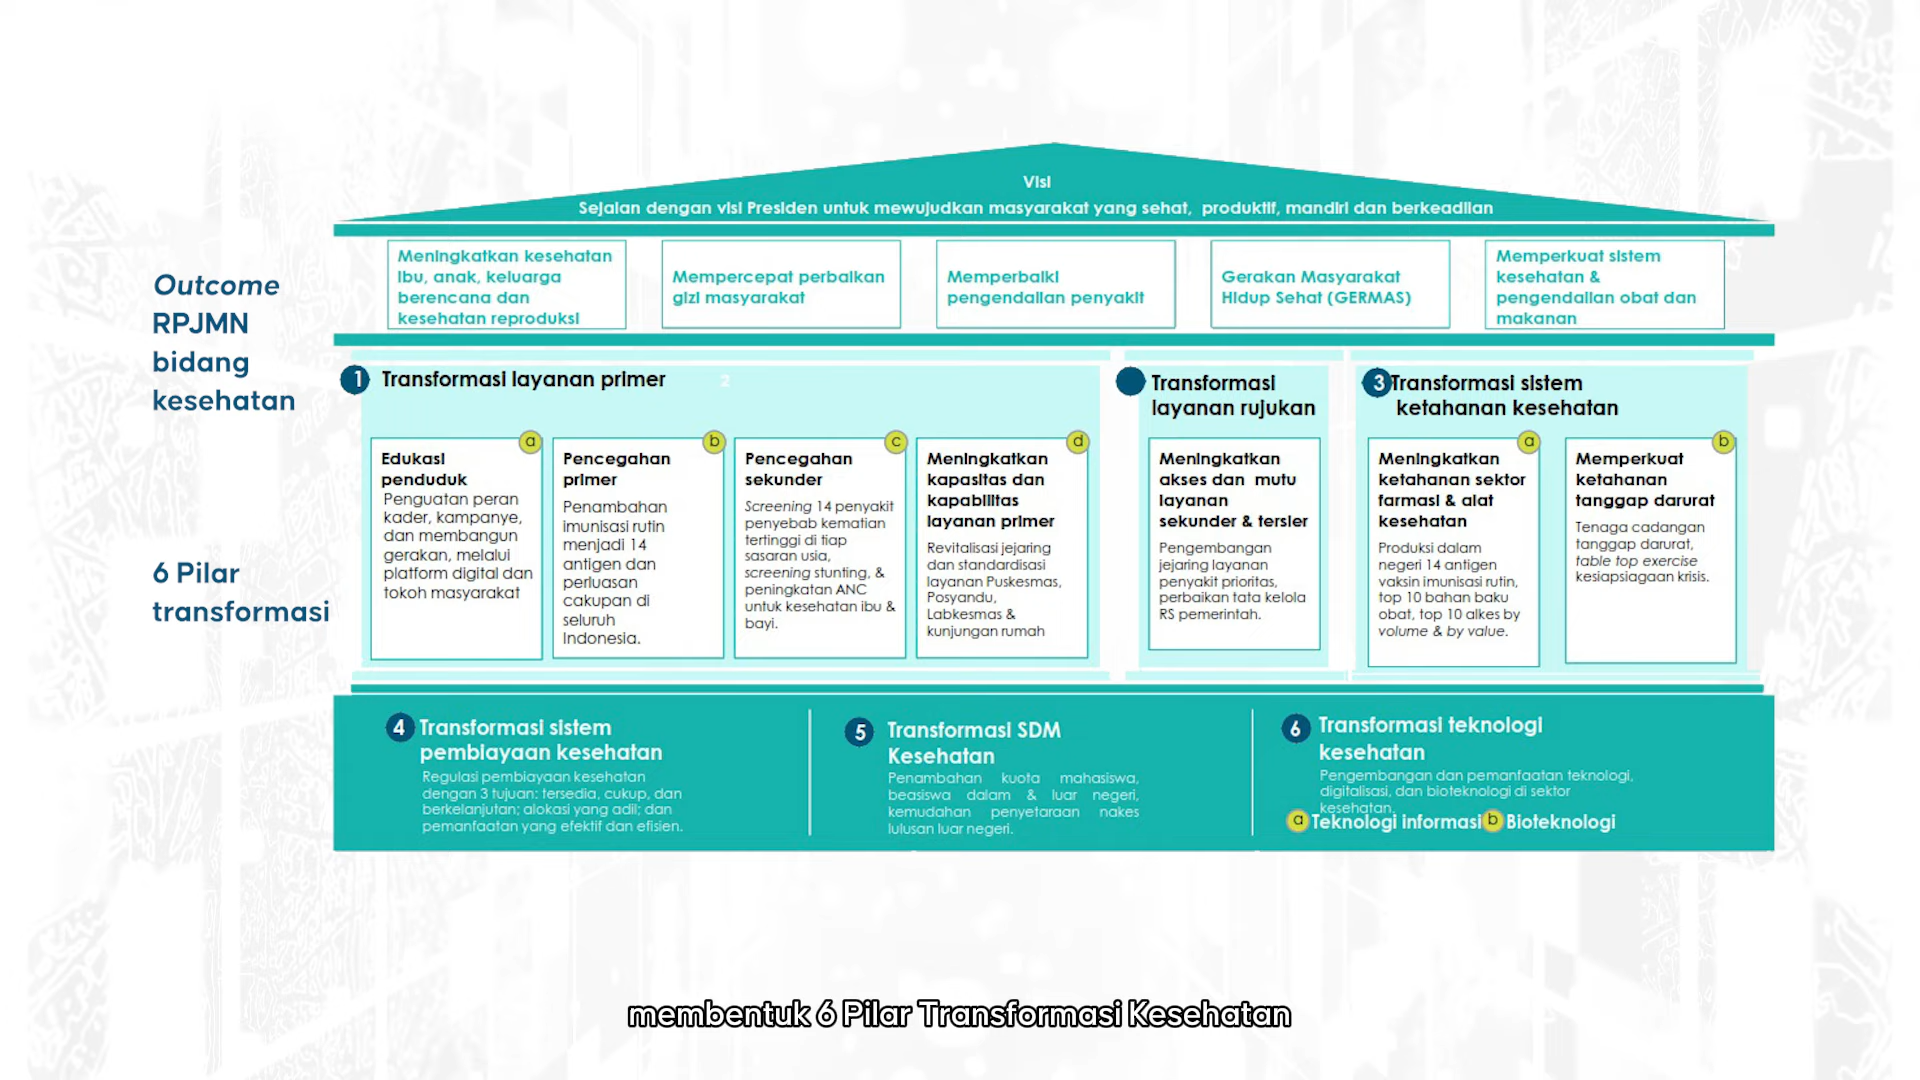 Visi
Sejalan dengan visi Presiden untuk mewujudkan masyarakat yang sehat, produktif, mandiri dan berkeadilan
Outcome
RPJMN
bidang
kesehatan
Meningkatkan kesehatan
ibu, anak, keluarga
berencana dan
kesehatan reproduksi
Mempercepat perbaikan
gizi masyarakat
Memperbaiki
pengendalian penyakit
Gerakan Masyarakat
Hidup Sehat (GERMAS)
Memperkuat sistem
kesehatan &
pengendalian obat dan
makanan
6 Pilar
transformasi
1 Transformasi layanan primer
2
a
Edukasi
penduduk
Penguatan peran
kader, kampanye,
dan membangun
gerakan, melalui
platform digital dan
tokoh masyarakat
b
Pencegahan
primer
Penambahan
imunisasi rutin
menjadi 14
antigen dan
perluasan
cakupan di
seluruh
Indonesia.
c
Pencegahan
sekunder
Screening 14 penyakit
penyebab kematian
tertinggi di tiap
sasaran usia,
screening stunting, &
peningkatan ANC
untuk kesehatan ibu &
bayi.
d
Meningkatkan
kapasitas dan
kapabilitas
layanan primer
Revitalisasi jejaring
dan standardisasi
layanan Puskesmas,
Posyandu,
Labkesmas &
kunjungan rumah
Transformasi
layanan rujukan
Meningkatkan
akses dan mutu
layanan
sekunder & tersier
Pengembangan
jejaring layanan
penyakit prioritas,
perbaikan tata kelola
RS pemerintah.
3 Transformasi sistem
ketahanan kesehatan
a
Meningkatkan
ketahanan sektor
farmasi & alat
kesehatan
Produksi dalam
negeri 14 antigen
vaksin imunisasi rutin,
top 10 bahan baku
obat, top 10 alkes by
volume & by value.
b
Memperkuat
ketahanan
tanggap darurat
Tenaga cadangan
tanggap darurat,
table top exercise
kesiapsiagaan krisis.
4 Transformasi sistem
pembiayaan kesehatan
Regulasi pembiayaan kesehatan
dengan 3 tujuan: tersedia, cukup, dan
berkelanjutan; alokasi yang adil; dan
pemanfaatan yang efektif dan efisien.
5 Transformasi SDM
Kesehatan
Penambahan kuota mahasiswa,
beasiswa dalam & luar negeri,
kemudahan penyetaraan nakes
lulusan luar negeri.
6 Transformasi teknologi
kesehatan
Pengembangan dan pemanfaatan teknologi,
digitalisasi, dan bioteknologi di sektor
kesehatan.
a Teknologi informasi b Bioteknologi
membentuk 6 Pilar Transformasi Kesehatan